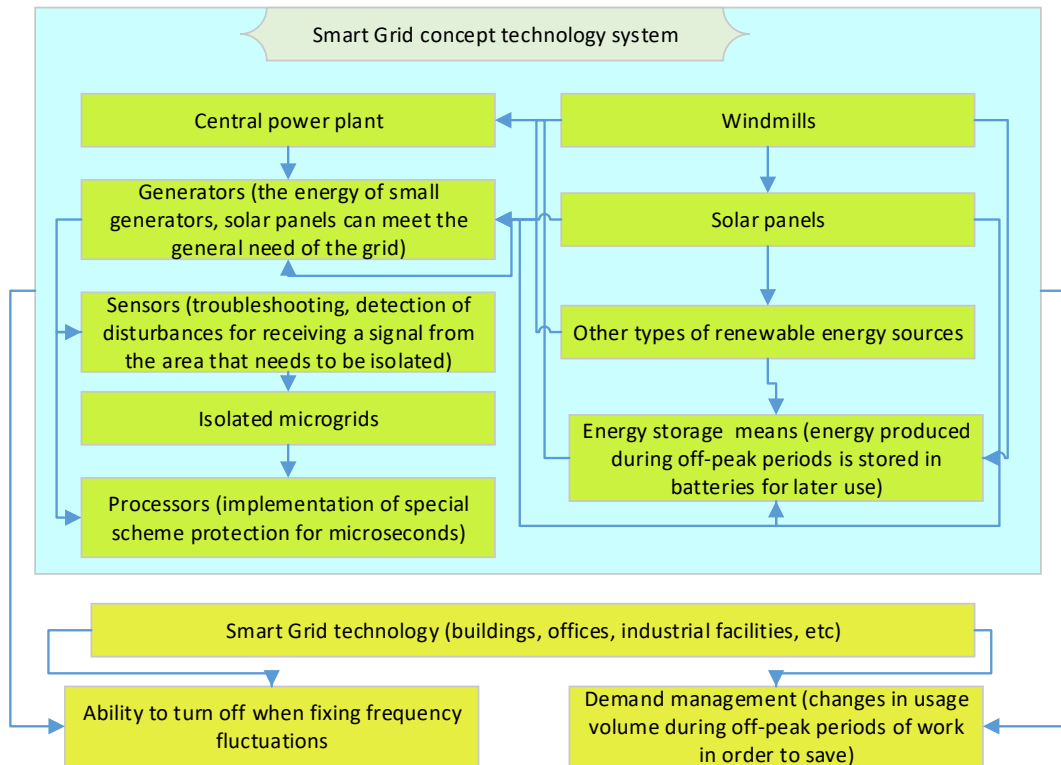 Smart Grid concept technology system
Central power plant
Windmills
Generators (the energy of small
generators, solar panels can meet the
general need of the grid)
Solar panels
Sensors (troubleshooting, detection of
disturbances for receiving a signal from
the area that needs to be isolated)
Other types of renewable energy sources
Isolated microgrids
Energy storage  means (energy produced
during off-peak periods is stored in
batteries for later use)
Processors (implementation of special
scheme protection for microseconds)
Smart Grid technology (buildings, offices, industrial facilities, etc)
Ability to turn off when fixing frequency
fluctuations
Demand management (changes in usage
volume during off-peak periods of work
in order to save)